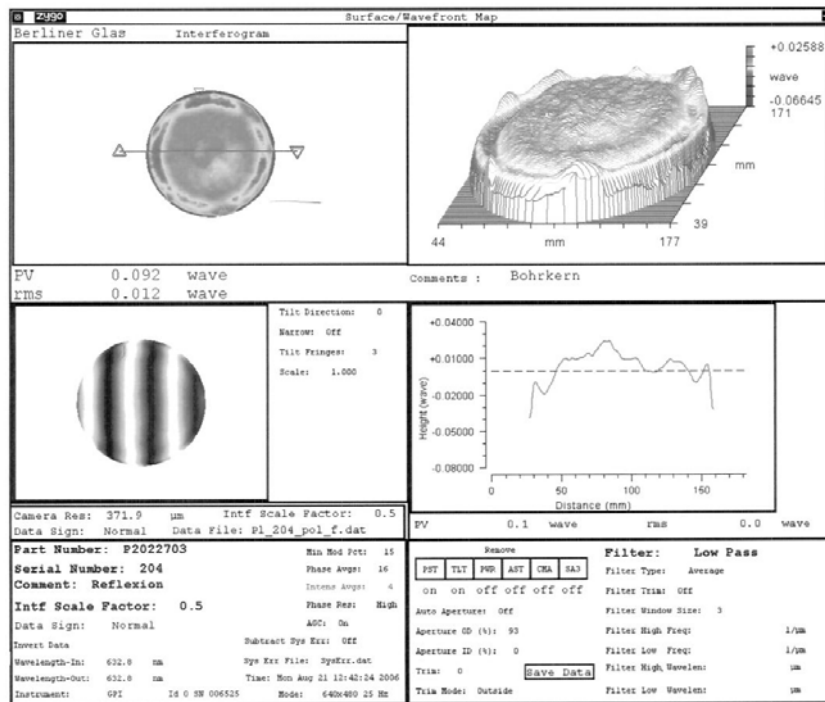 zygo Surface/Wavefront Map
Berliner Glas Interferogram
+0.02588
wave
-0.06645
171
mm
39
44 mm 177
PV 0.092 wave
rms 0.012 wave
Comments : Bohrkern
Tilt Direction: 0
Narrow: Off
Tilt Fringes: 3
Scale: 1.000
+0.04000
+0.01000
-0.02000
-0.05000
-0.08000
Height (wave)
0 50 100 150
Distance (mm)
PV 0.1 wave rms 0.0 wave
Camera Res: 371.9 µm Intf Scale Factor: 0.5
Data Sign: Normal Data File: Pl_204_pol_f.dat
Part Number: P2022703
Serial Number: 204
Comment: Reflexion
Intf Scale Factor: 0.5
Data Sign: Normal
Invert Data
Wavelength-In: 632.8 nm
Wavelength-Out: 632.8 nm
Instrument: GPI Id 0 SN 006525
Min Mod Pct: 15
Phase Avgs: 16
Intens Avgs: 4
Phase Res: High
AGC: On
Subtract Sys Err: Off
Sys Err File: SysErr.dat
Time: Mon Aug 21 12:42:24 2006
Mode: 640x480 25 Hz
Remove
PST TLT PWR AST CMA SA3
on on off off off off
Auto Aperture: Off
Aperture OD (%): 93
Aperture ID (%): 0
Trim: 0
Save Data
Trim Mode: Outside
Filter: Low Pass
Filter Type: Average
Filter Trim: Off
Filter Window Size: 3
Filter High Freq: 1/µm
Filter Low Freq: 1/µm
Filter High Wavelen: µm
Filter Low Wavelen: µm